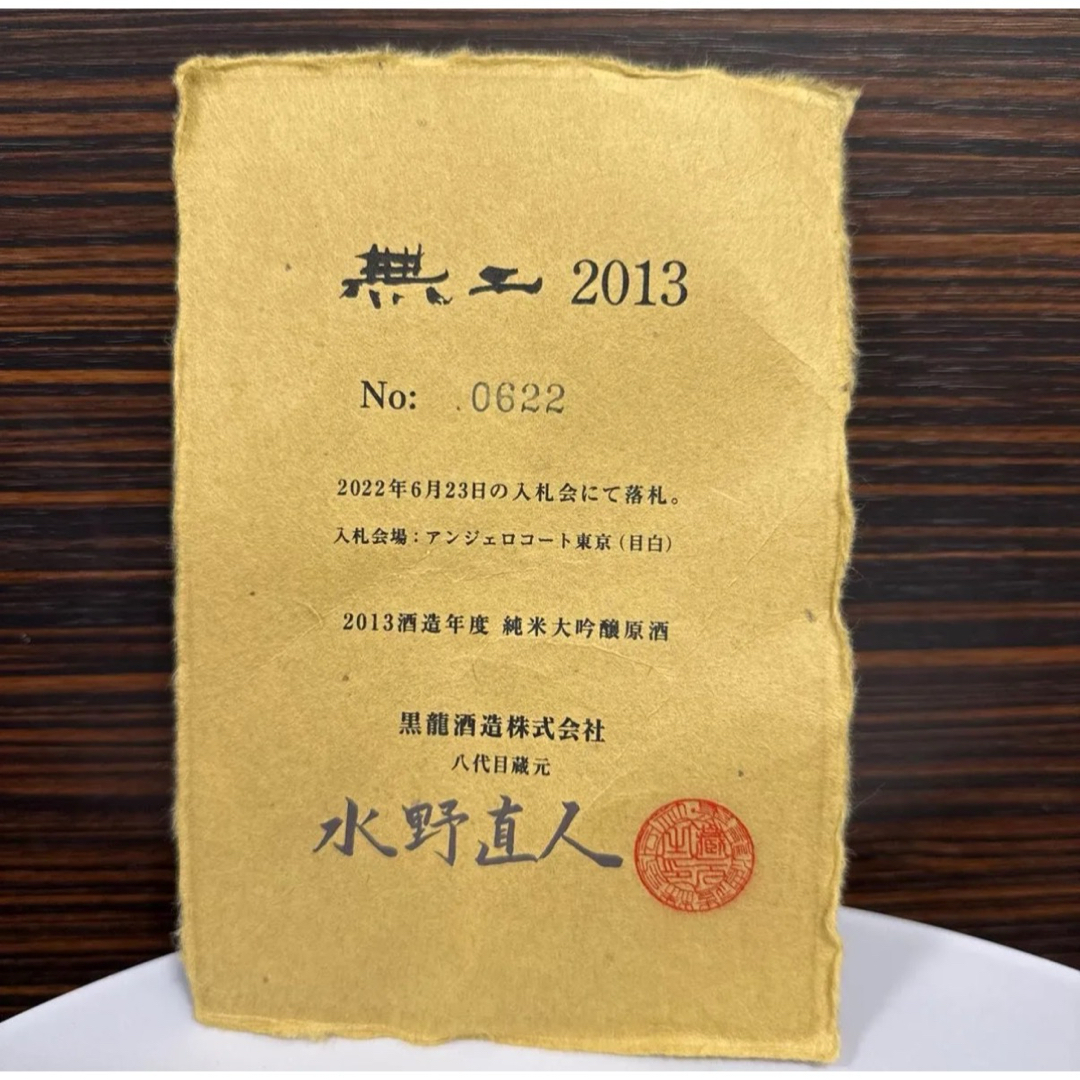 無二 2013
No: 0622
2022年6月23日の入札会にて落札。
入札会場：アンジェロコート東京（目白）
2013酒造年度 純米大吟醸原酒
黒龍酒造株式会社
八代目蔵元
水野直人